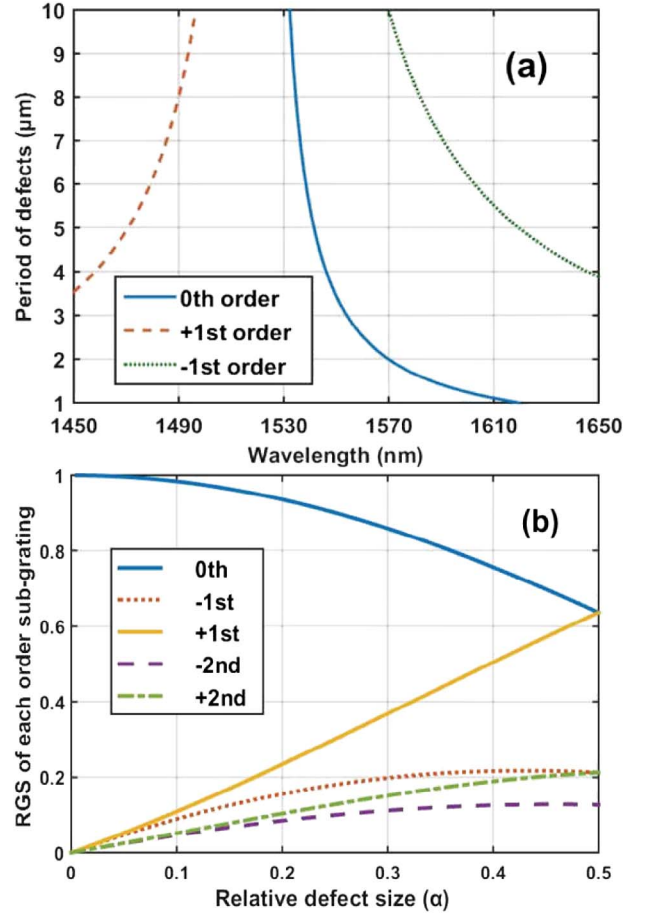 10
9
8
7
6
5
4
3
2
1
Period of defects (μm)
(a)
0th order
+1st order
-1st order
1450 1490 1530 1570 1610 1650
Wavelength (nm)
1
0.8
0.6
0.4
0.2
0
RGS of each order sub-grating
(b)
0th
-1st
+1st
-2nd
+2nd
0 0.1 0.2 0.3 0.4 0.5
Relative defect size (α)